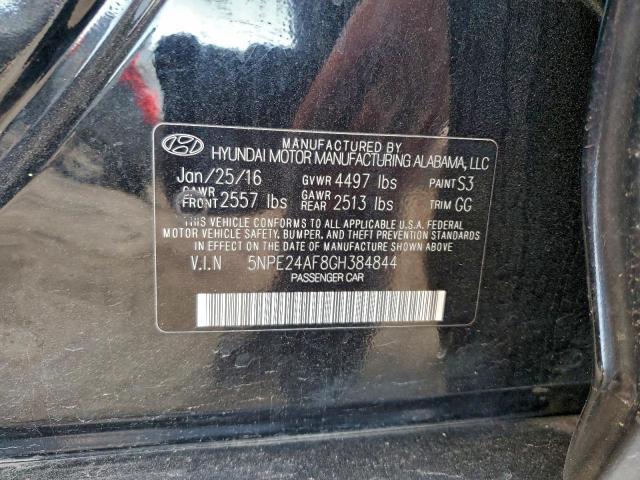 MANUFACTURED BY
HYUNDAI MOTOR MANUFACTURING ALABAMA, LLC
Jan/25/16 GVWR 4497 lbs PAINT S3
GAWR FRONT 2557 lbs GAWR REAR 2513 lbs TRIM GG
THIS VEHICLE CONFORMS TO ALL APPLICABLE U.S.A. FEDERAL
MOTOR VEHICLE SAFETY, BUMPER, AND THEFT PREVENTION STANDARDS
IN EFFECT ON THE DATE OF MANUFACTURE SHOWN ABOVE.
V.I.N 5NPE24AF8GH384844
PASSENGER CAR